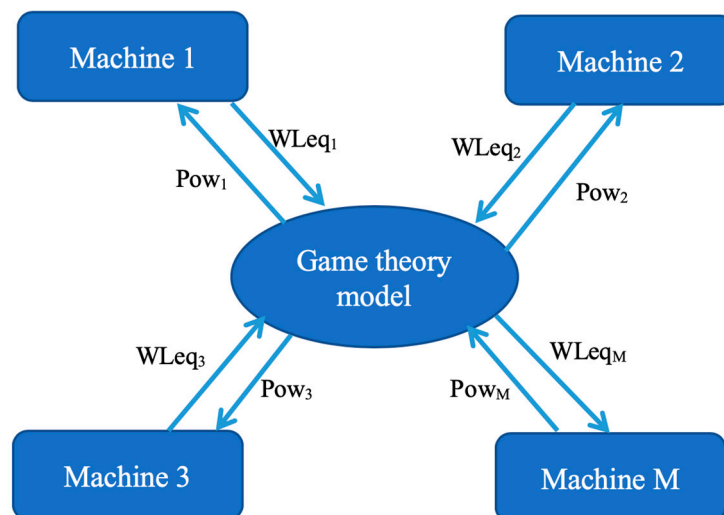 Machine 1
Machine 2
WLeq₁
WLeq₂
Pow₁
Pow₂
Game theory
model
WLeq₃
WLeqM
Pow₃
PowM
Machine 3
Machine M